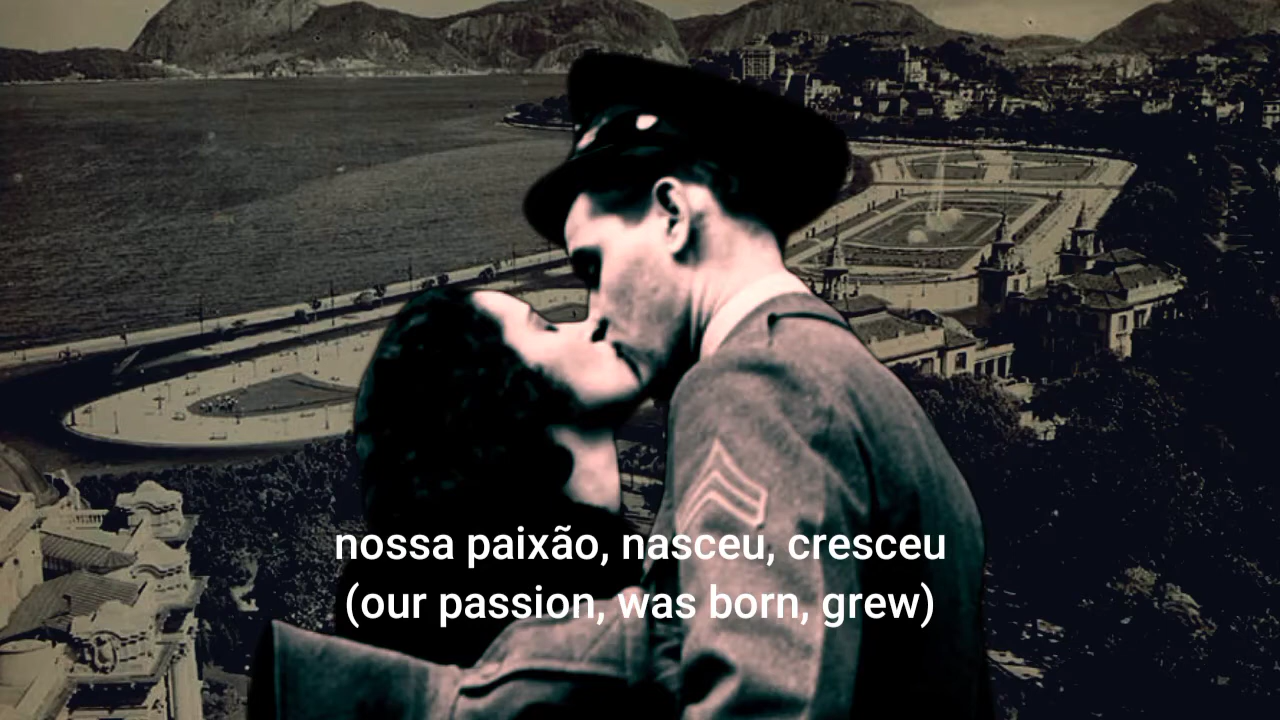 nossa paixão, nasceu, cresceu
(our passion, was born, grew)